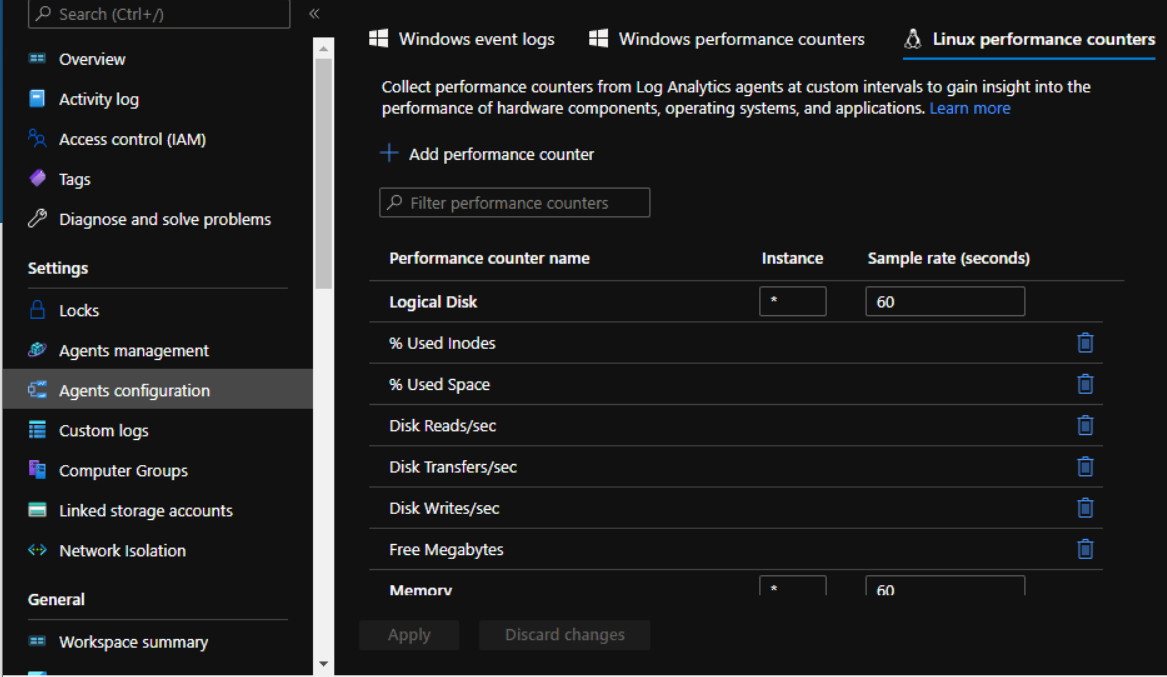 Search (Ctrl+/)
«
Overview
Activity log
Access control (IAM)
Tags
Diagnose and solve problems
Settings
Locks
Agents management
Agents configuration
Custom logs
Computer Groups
Linked storage accounts
Network Isolation
General
Workspace summary
Windows event logs
Windows performance counters
Linux performance counters
Collect performance counters from Log Analytics agents at custom intervals to gain insight into the
performance of hardware components, operating systems, and applications. Learn more
+ Add performance counter
Filter performance counters
Performance counter name Instance Sample rate (seconds)
Logical Disk * 60
% Used Inodes
% Used Space
Disk Reads/sec
Disk Transfers/sec
Disk Writes/sec
Free Megabytes
Memory * 60
Apply Discard changes